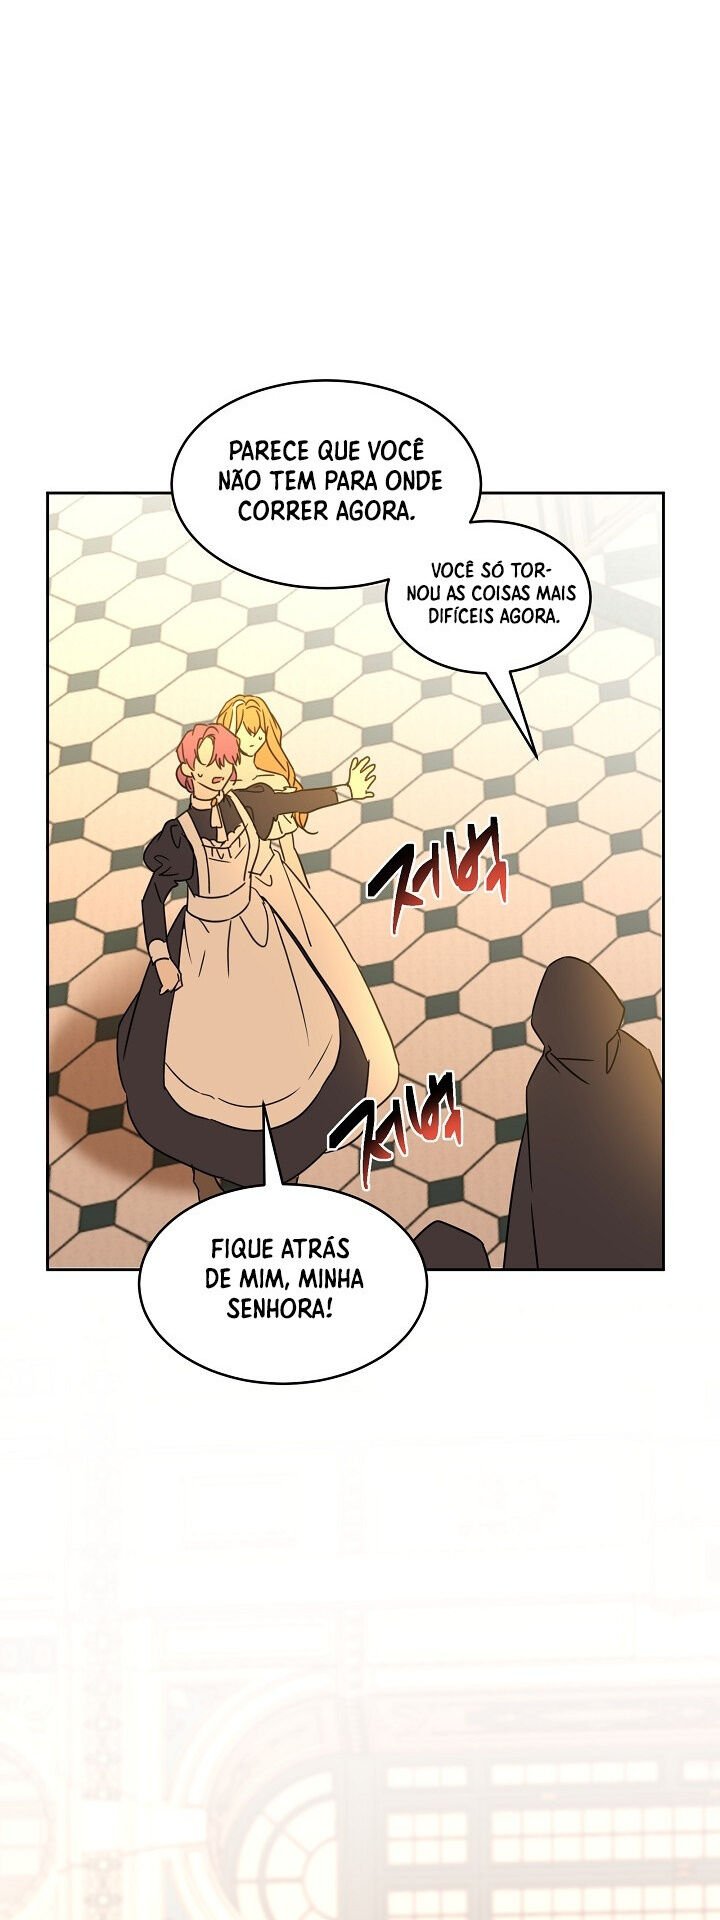 PARECE QUE VOCÊ
NÃO TEM PARA ONDE
CORRER AGORA.
VOCÊ SÓ TOR-
NOU AS COISAS MAIS
DIFÍCEIS AGORA.
저벅
저벅
FIQUE ATRÁS
DE MIM, MINHA
SENHORA!